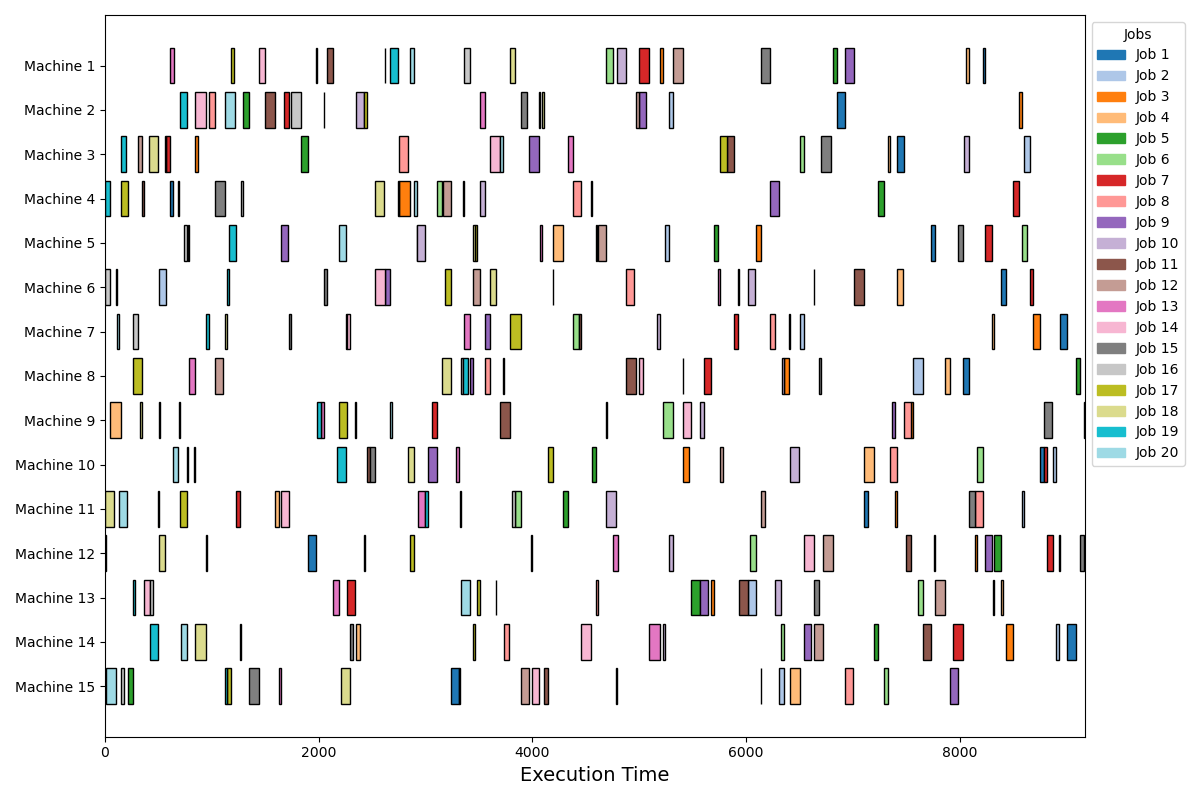 Machine 1
Machine 2
Machine 3
Machine 4
Machine 5
Machine 6
Machine 7
Machine 8
Machine 9
Machine 10
Machine 11
Machine 12
Machine 13
Machine 14
Machine 15
0 2000 4000 6000 8000
Execution Time
Jobs
Job 1
Job 2
Job 3
Job 4
Job 5
Job 6
Job 7
Job 8
Job 9
Job 10
Job 11
Job 12
Job 13
Job 14
Job 15
Job 16
Job 17
Job 18
Job 19
Job 20